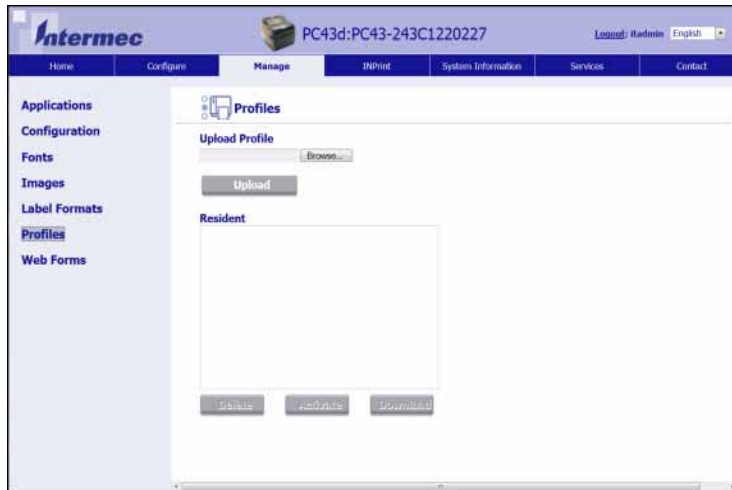 Intermec
PC43d:PC43-243C1220227
Logout: itadmin English
Home Configure Manage INPrint System Information Services Contact
Applications
Configuration
Fonts
Images
Label Formats
Profiles
Web Forms
Profiles
Upload Profile
Browse...
Upload
Resident
Delete Activate Download